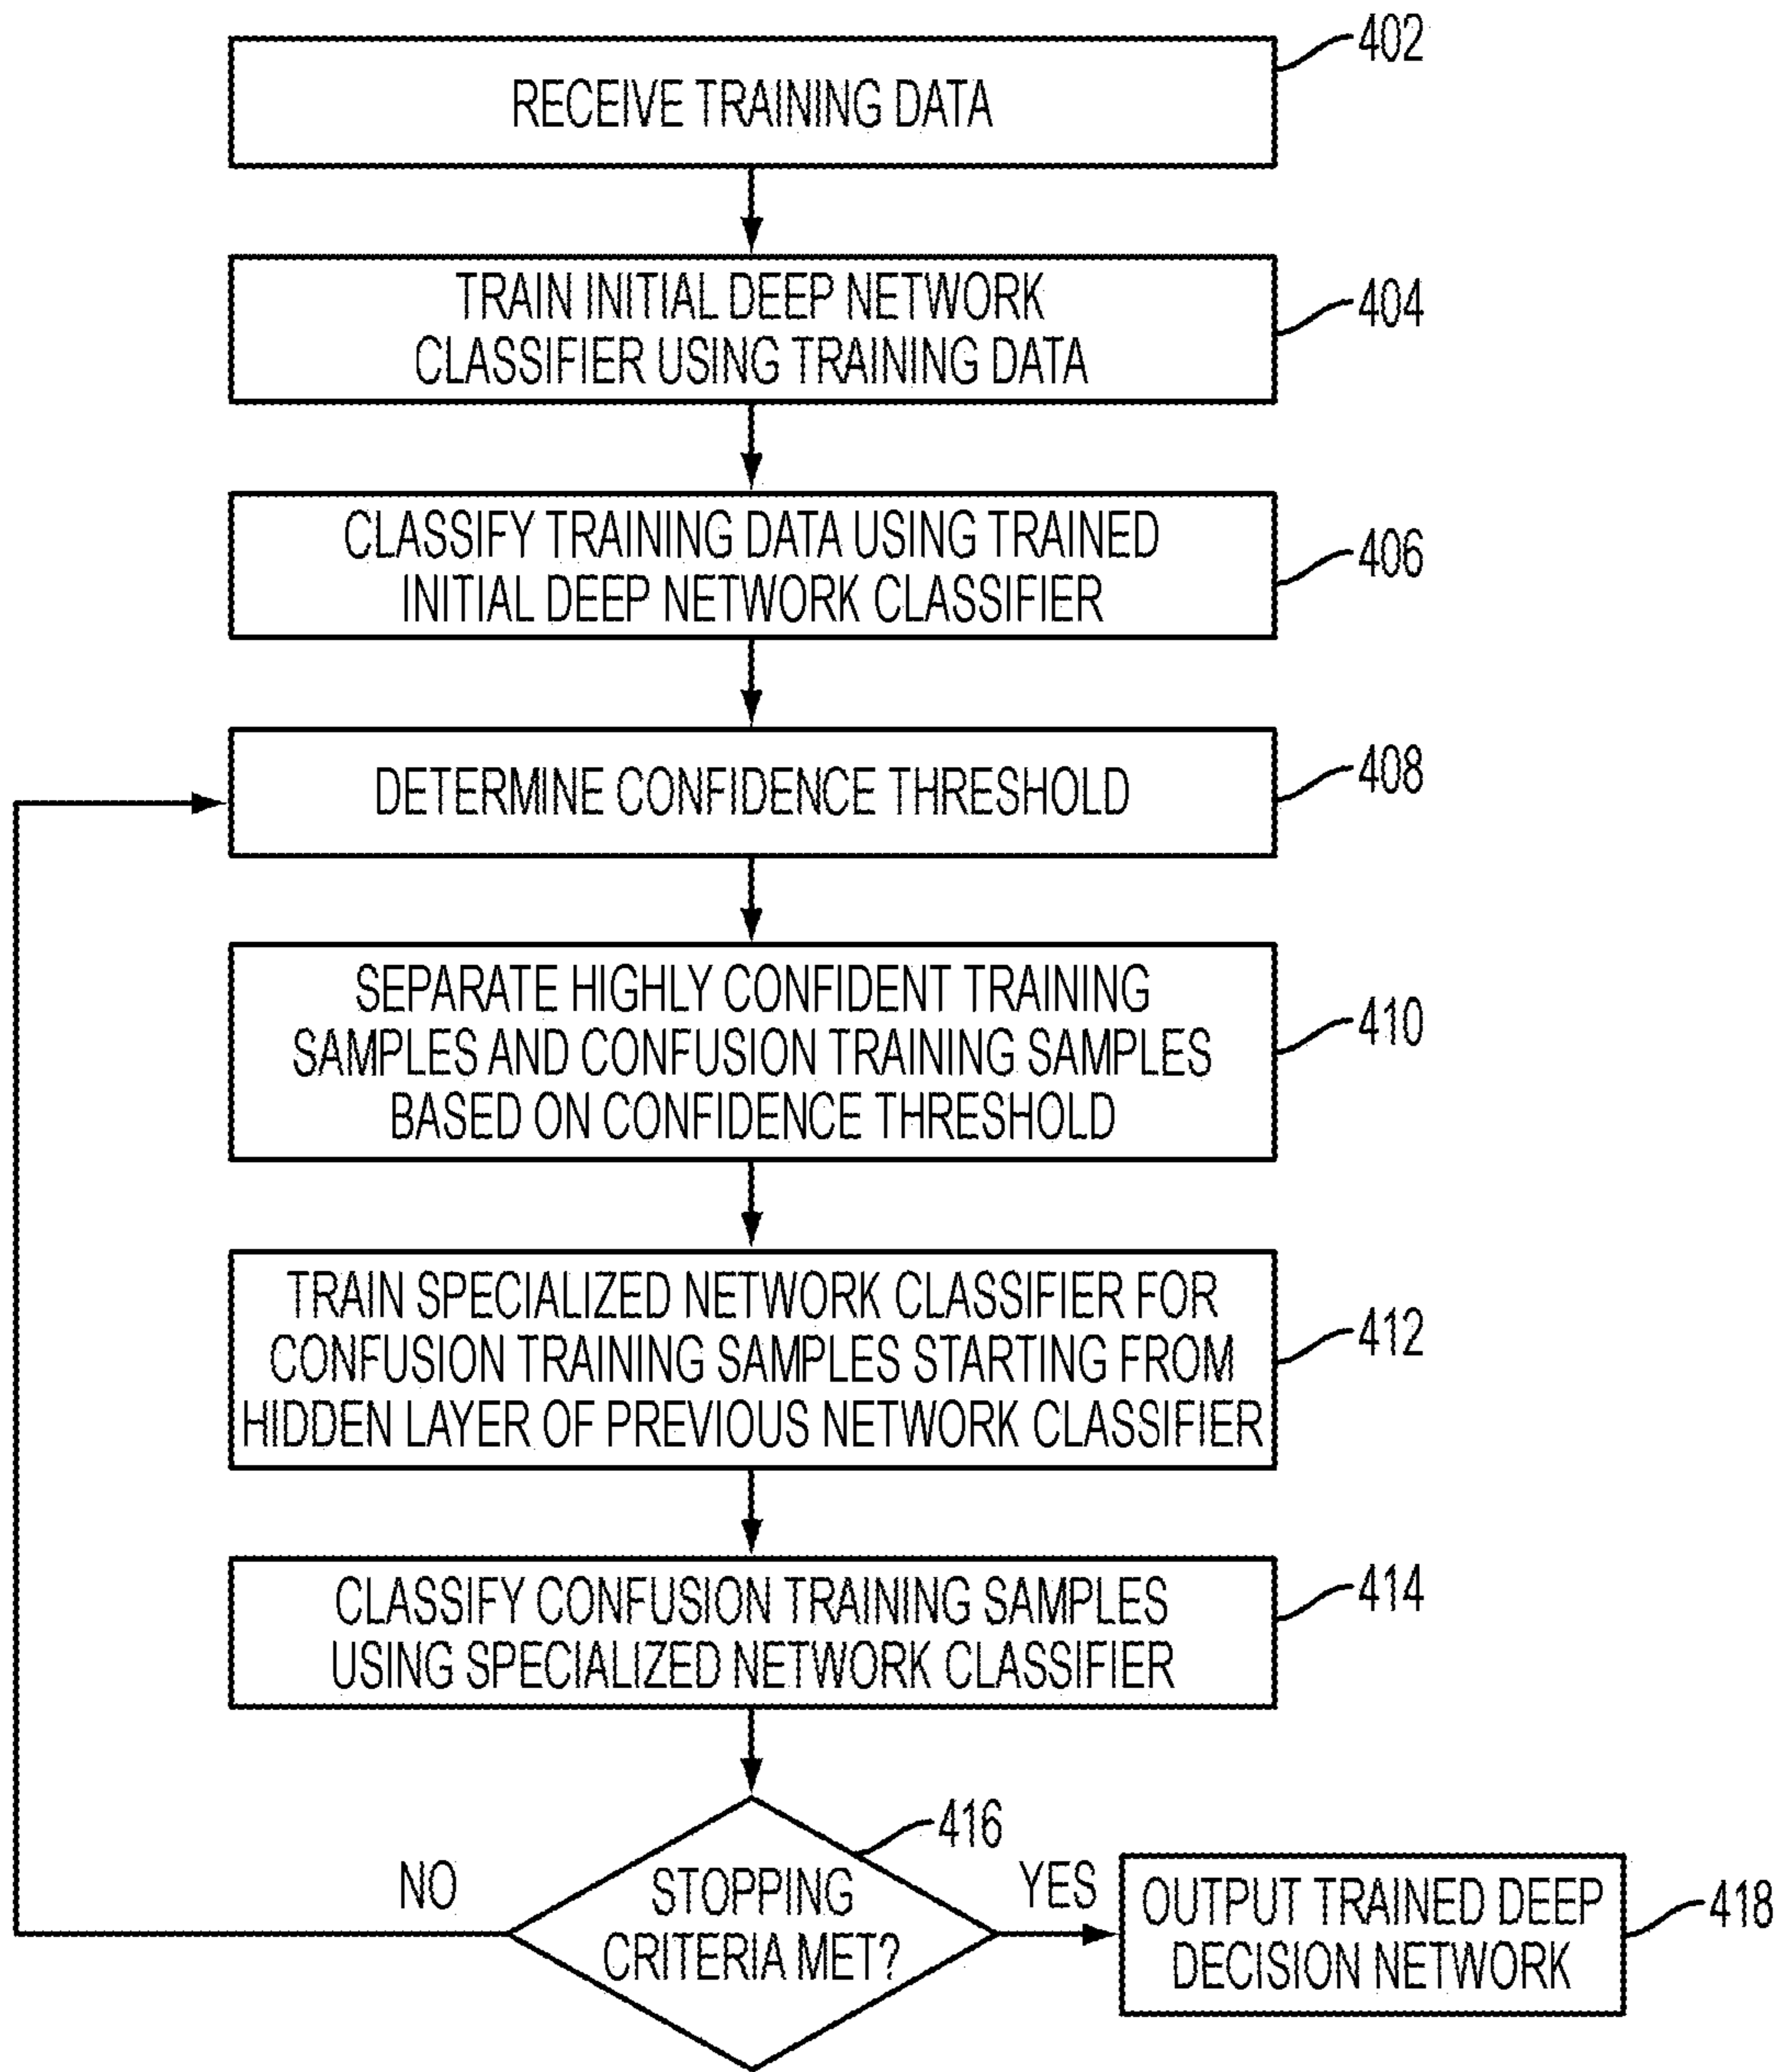 402
RECEIVE TRAINING DATA
TRAIN INITIAL DEEP NETWORK
CLASSIFIER USING TRAINING DATA
404
CLASSIFY TRAINING DATA USING TRAINED
INITIAL DEEP NETWORK CLASSIFIER
406
DETERMINE CONFIDENCE THRESHOLD
408
SEPARATE HIGHLY CONFIDENT TRAINING
SAMPLES AND CONFUSION TRAINING SAMPLES
BASED ON CONFIDENCE THRESHOLD
410
TRAIN SPECIALIZED NETWORK CLASSIFIER FOR
CONFUSION TRAINING SAMPLES STARTING FROM
HIDDEN LAYER OF PREVIOUS NETWORK CLASSIFIER
412
CLASSIFY CONFUSION TRAINING SAMPLES
USING SPECIALIZED NETWORK CLASSIFIER
414
416
NO
STOPPING
CRITERIA MET?
YES
OUTPUT TRAINED DEEP
DECISION NETWORK
418